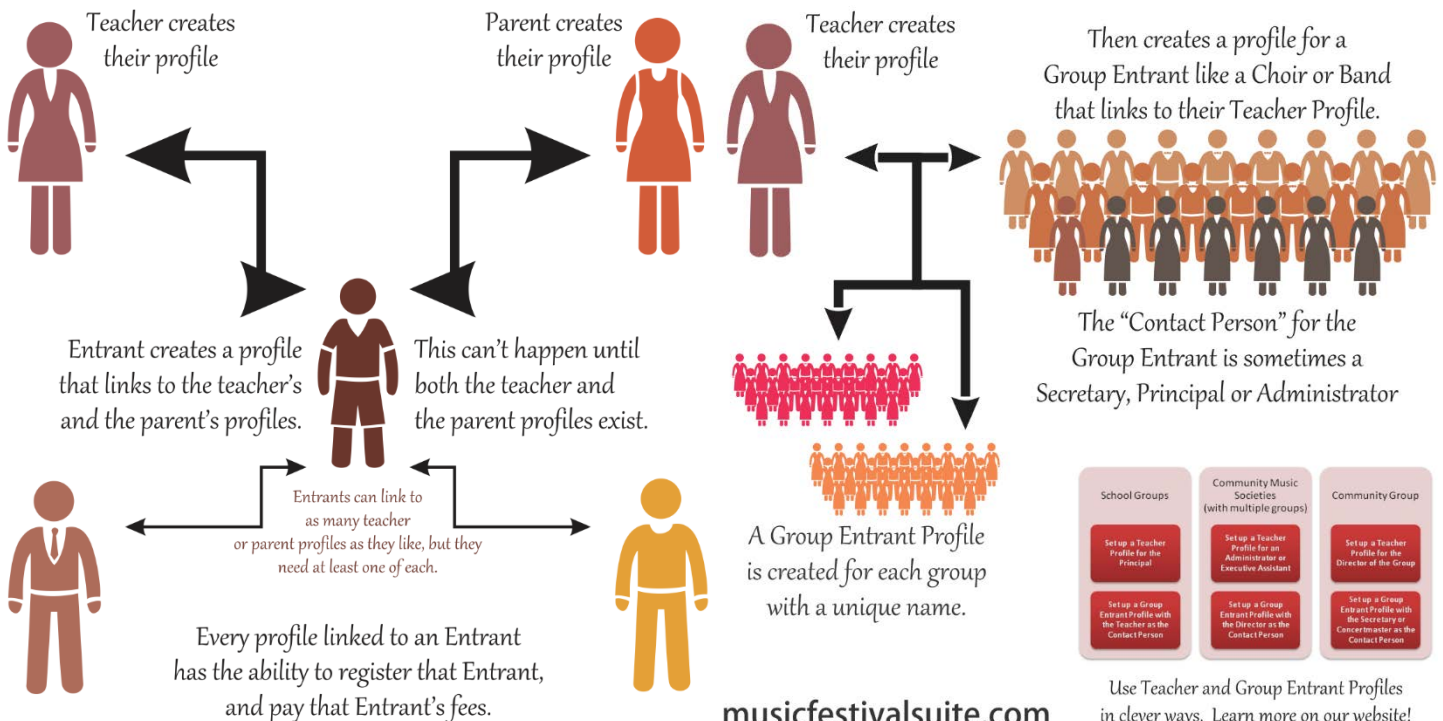 Teacher creates
their profile
Parent creates
their profile
Entrant creates a profile
that links to the teacher's
and the parent's profiles.
This can't happen until
both the teacher and
the parent profiles exist.
Entrants can link to
as many teacher
or parent profiles as they like, but they
need at least one of each.
Every profile linked to an Entrant
has the ability to register that Entrant,
and pay that Entrant's fees.
Teacher creates
their profile
Then creates a profile for a
Group Entrant like a Choir or Band
that links to their Teacher Profile.
The “Contact Person” for the
Group Entrant is sometimes a
Secretary, Principal or Administrator
A Group Entrant Profile
is created for each group
with a unique name.
School Groups
Set up a Teacher
Profile for the
Principal
Set up a Group
Entrant Profile with
the Teacher as the
Contact Person
Community Music
Societies
(with multiple groups)
Set up a Teacher
Profile for an
Administrator or
Executive Assistant
Set up a Group
Entrant Profile with
the Director as the
Contact Person
Community Group
Set up a Teacher
Profile for the
Director of the Group
Set up a Group
Entrant Profile with
the Secretary or
Concertmaster as the
Contact Person
Use Teacher and Group Entrant Profiles
in clever ways. Learn more on our website!
musicfestivalsuite.com